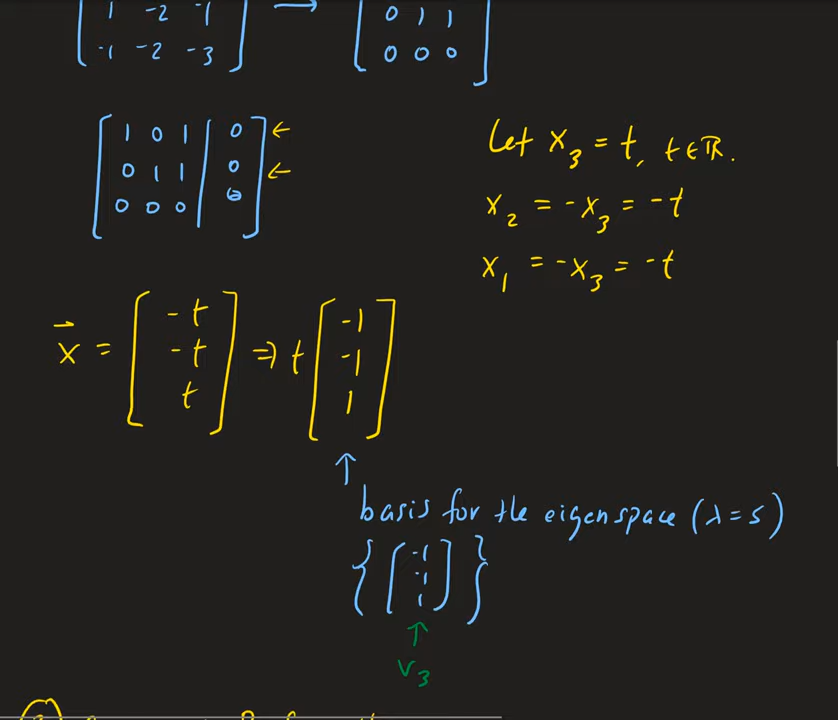 1 -2 -1 → 0 1 1
-1 -2 -3 0 0 0
1 0 1 | 0 ←
0 1 1 | 0 ←
0 0 0 | 0
Let x₃ = t, t∈ℝ.
x₂ = -x₃ = -t
x₁ = -x₃ = -t
x⃗ = [ -t -t t ] ⇒ t [ -1 -1 1 ]
↑
basis for the eigenspace (λ = 5)
{ [ -1 -1 1 ] }
↑
v₃